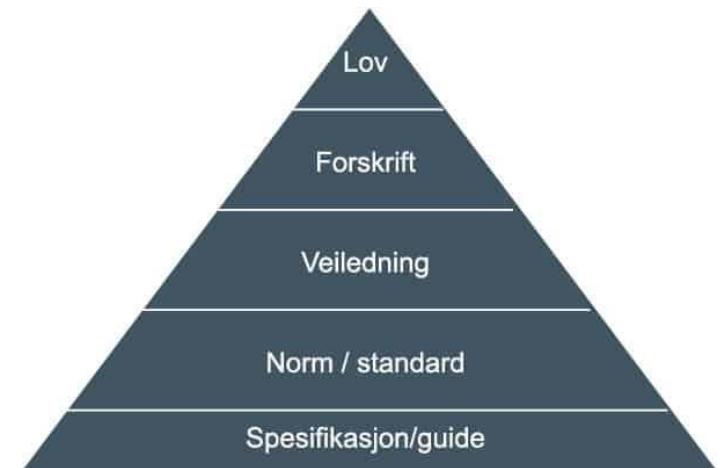 Lov
Forskrift
Veiledning
Norm / standard
Spesifikasjon/guide